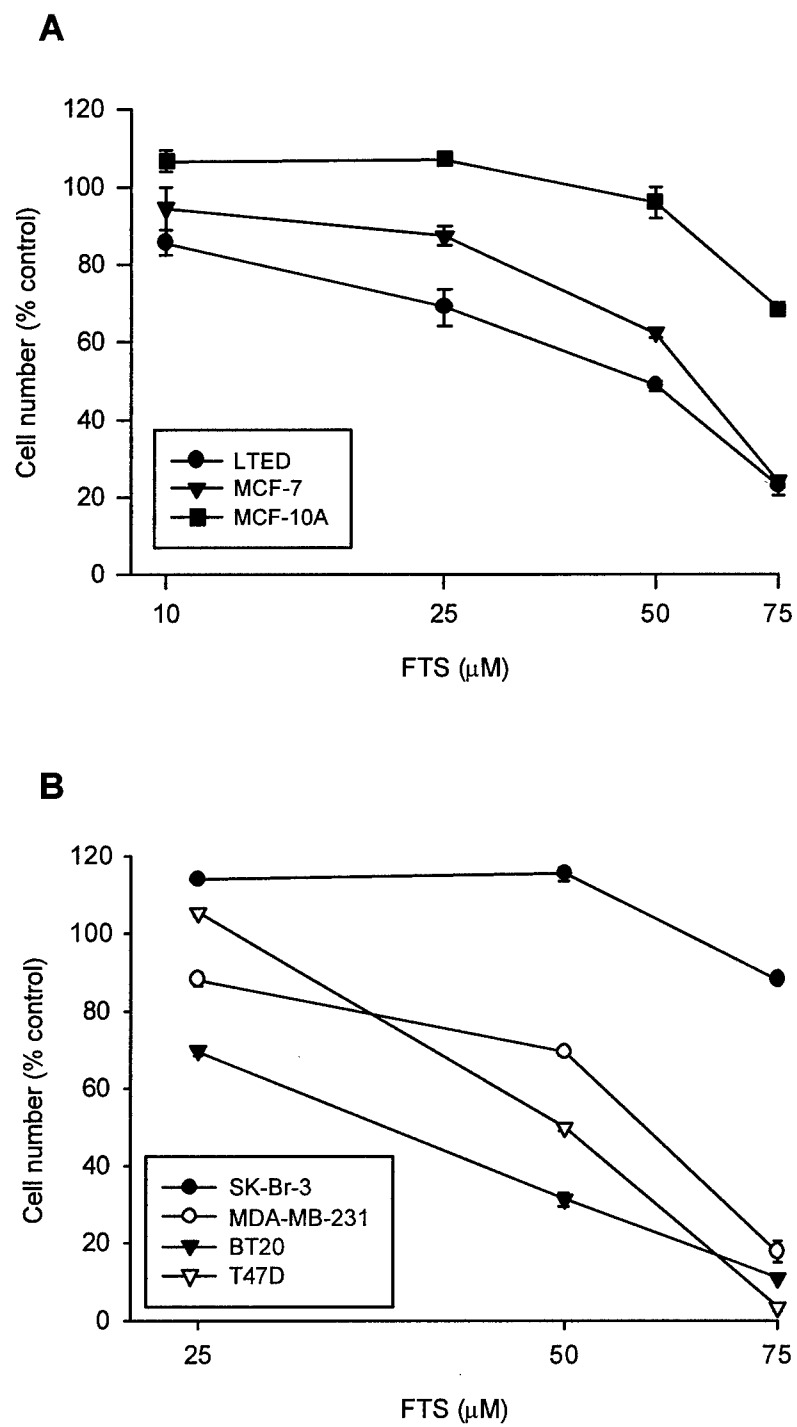 A
120
100
80
60
40
20
0
Cell number (% control)
LTED
MCF-7
MCF-10A
10 25 50 75
FTS (μM)
B
120
100
80
60
40
20
0
Cell number (% control)
SK-Br-3
MDA-MB-231
BT20
T47D
25 50 75
FTS (μM)